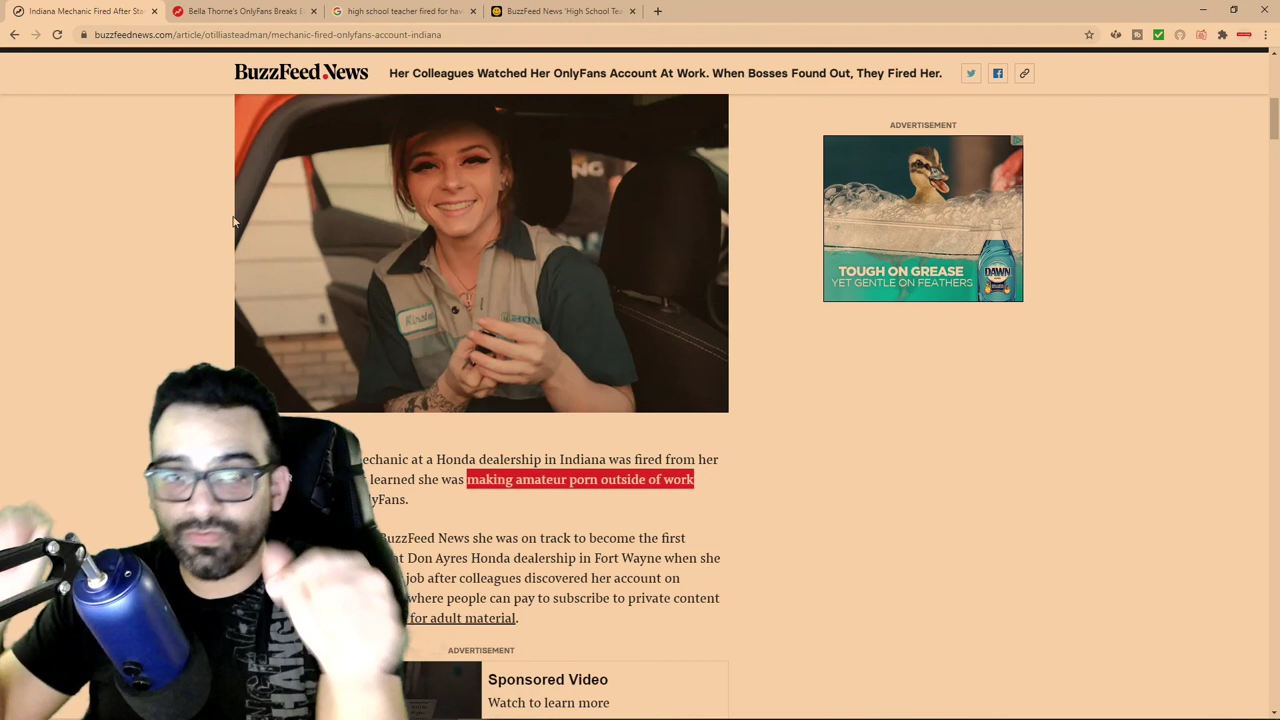 Indiana Mechanic Fired After Sta
Bella Thorne's OnlyFans Breaks E
high school teacher fired for hav
BuzzFeed News 'High School Tea
buzzfeednews.com/article/otilliasteadman/mechanic-fired-onlyfans-account-indiana
BuzzFeed News
Her Colleagues Watched Her OnlyFans Account At Work. When Bosses Found Out, They Fired Her.
ADVERTISEMENT
NG
TOUGH ON GREASE
YET GENTLE ON FEATHERS
DAWN
echanic at a Honda dealership in Indiana was fired from her
learned she was making amateur porn outside of work
lyFans.
BuzzFeed News she was on track to become the first
at Don Ayres Honda dealership in Fort Wayne when she
job after colleagues discovered her account on
where people can pay to subscribe to private content
for adult material.
ADVERTISEMENT
Sponsored Video
Watch to learn more